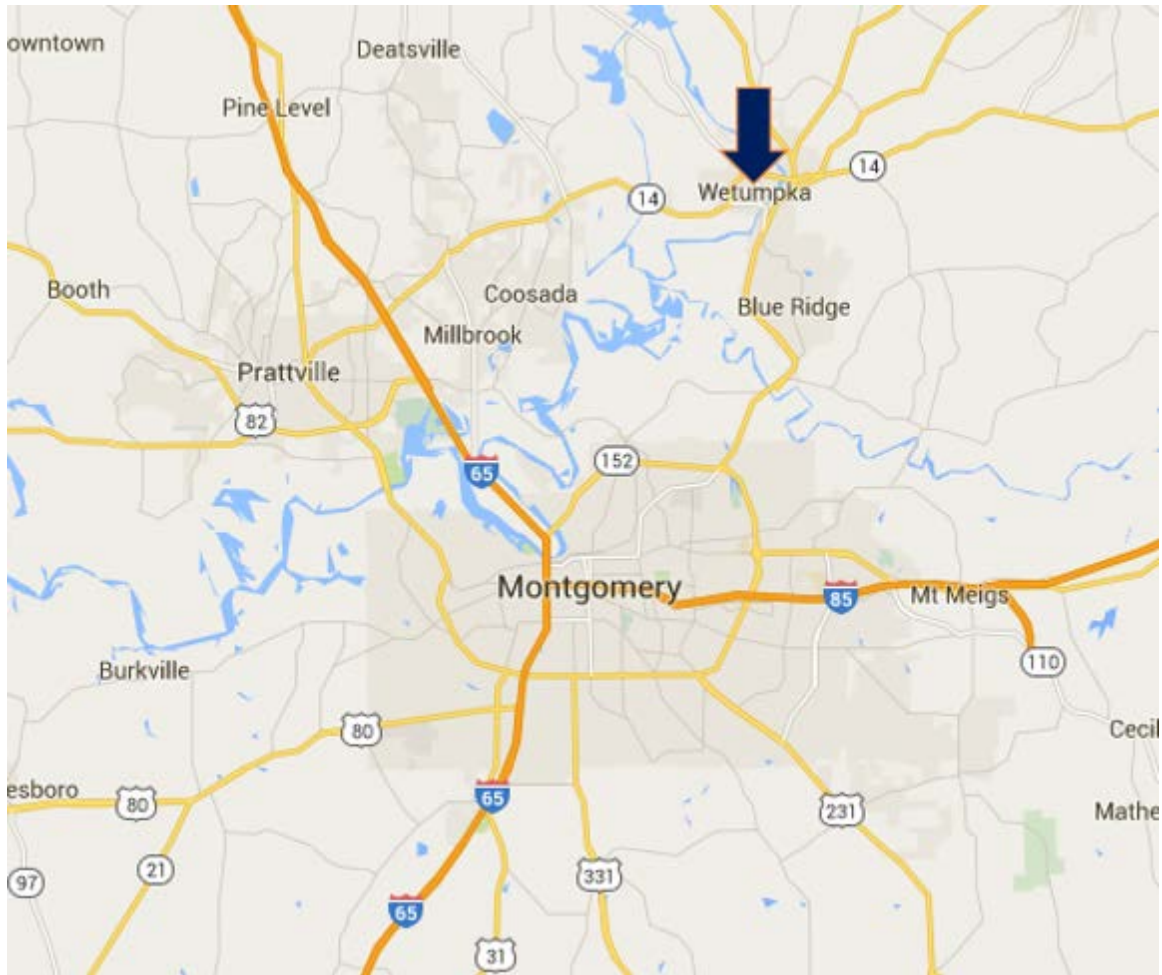 owntown
Deatsville
Pine Level
14
Wetumpka
14
Booth
Coosada
Blue Ridge
Millbrook
Prattville
82
152
65
Montgomery
85
Mt Meigs
110
Burkville
80
Cecil
esboro
80
65
231
Mathe
21
97
331
65
31